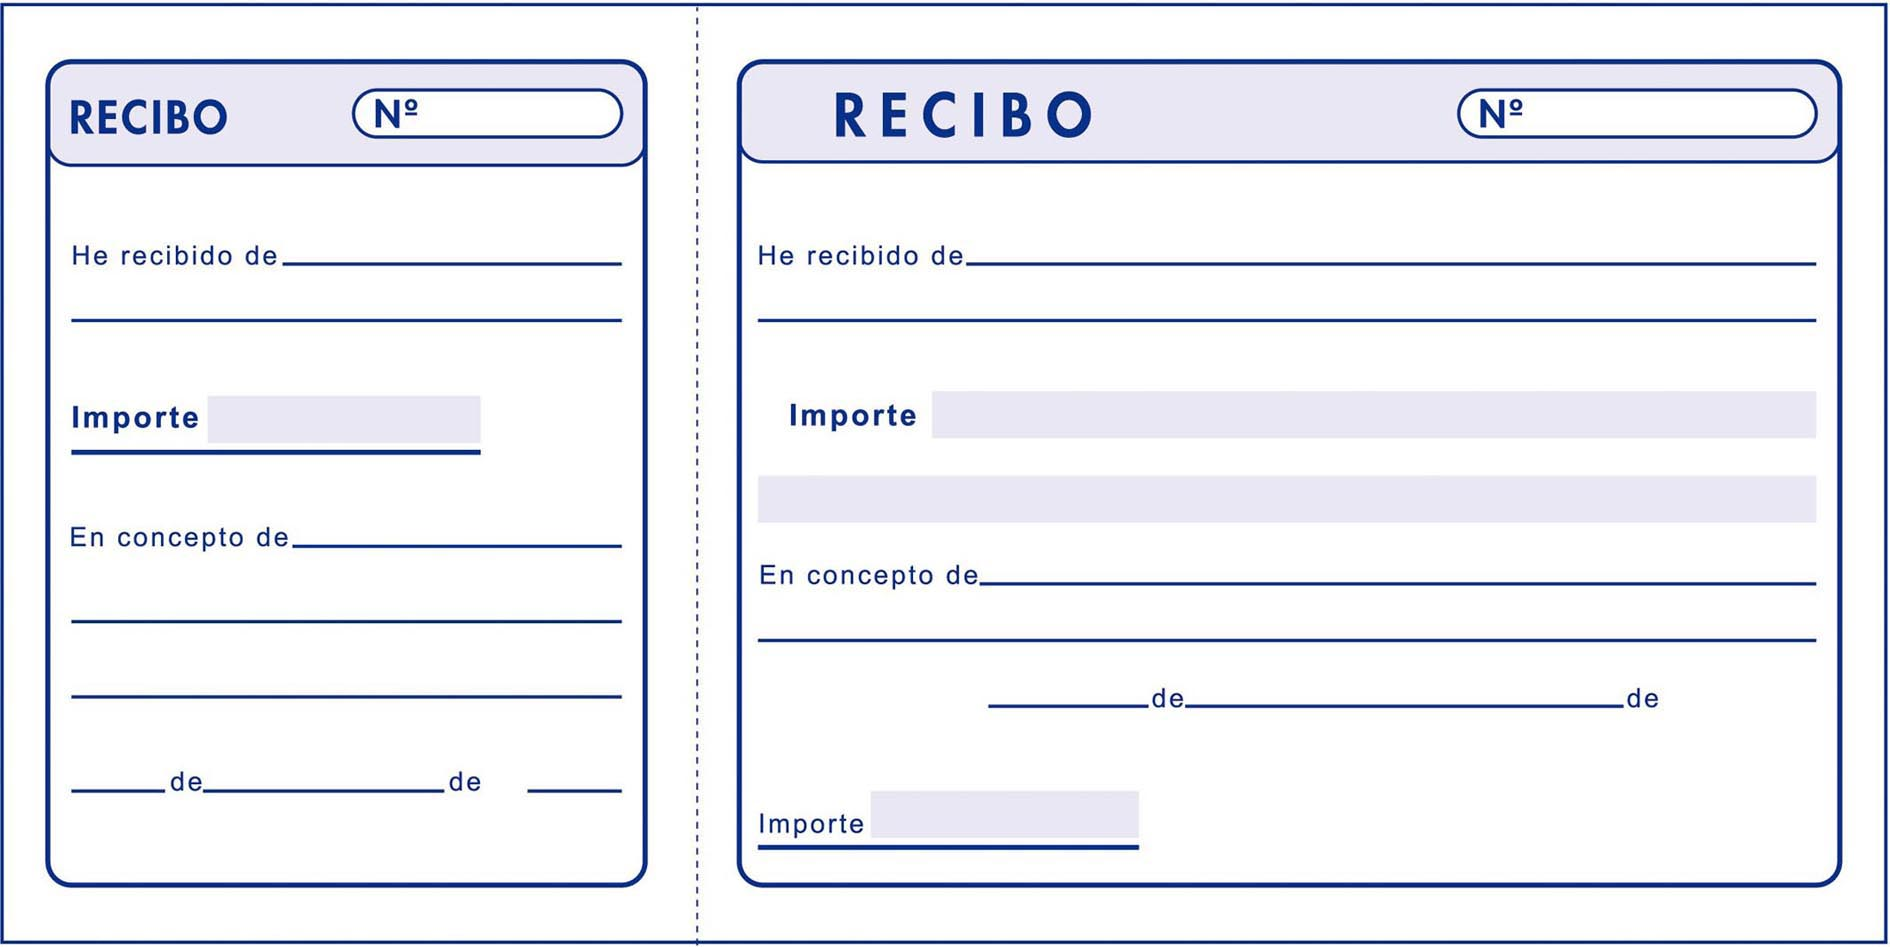 RECIBO Nº
He recibido de
Importe
En concepto de
de de
RECIBO Nº
He recibido de
Importe
En concepto de
de de
Importe